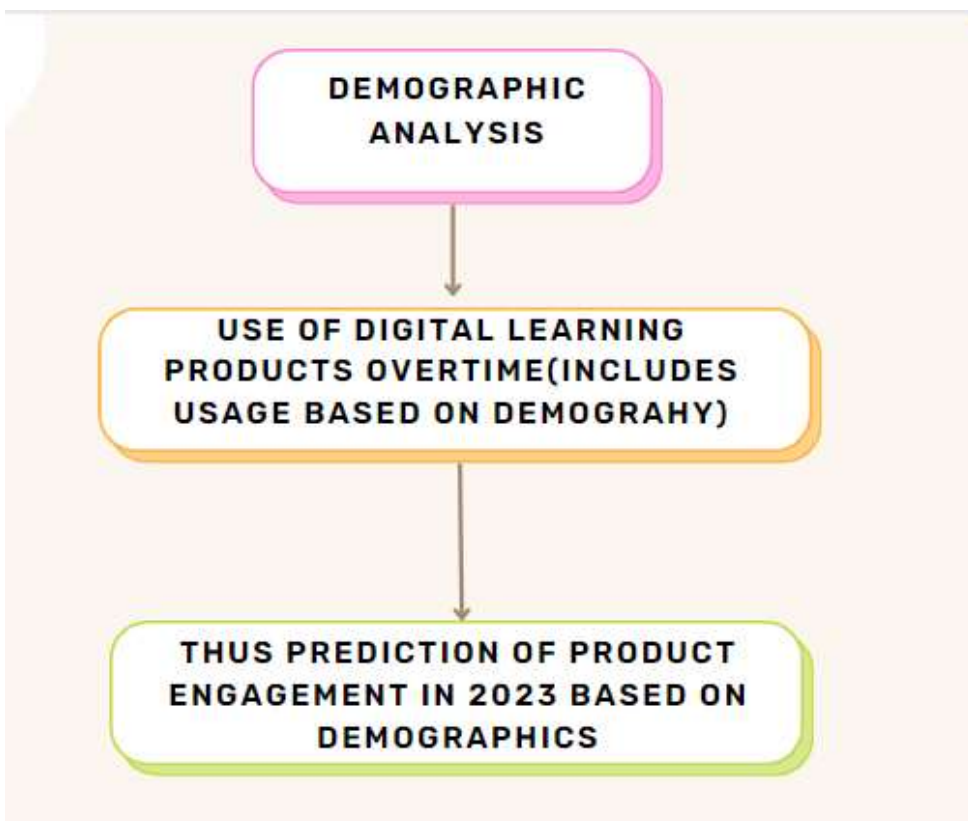 DEMOGRAPHIC
ANALYSIS
USE OF DIGITAL LEARNING
PRODUCTS OVERTIME(INCLUDES
USAGE BASED ON DEMOGRAHY)
THUS PREDICTION OF PRODUCT
ENGAGEMENT IN 2023 BASED ON
DEMOGRAPHICS